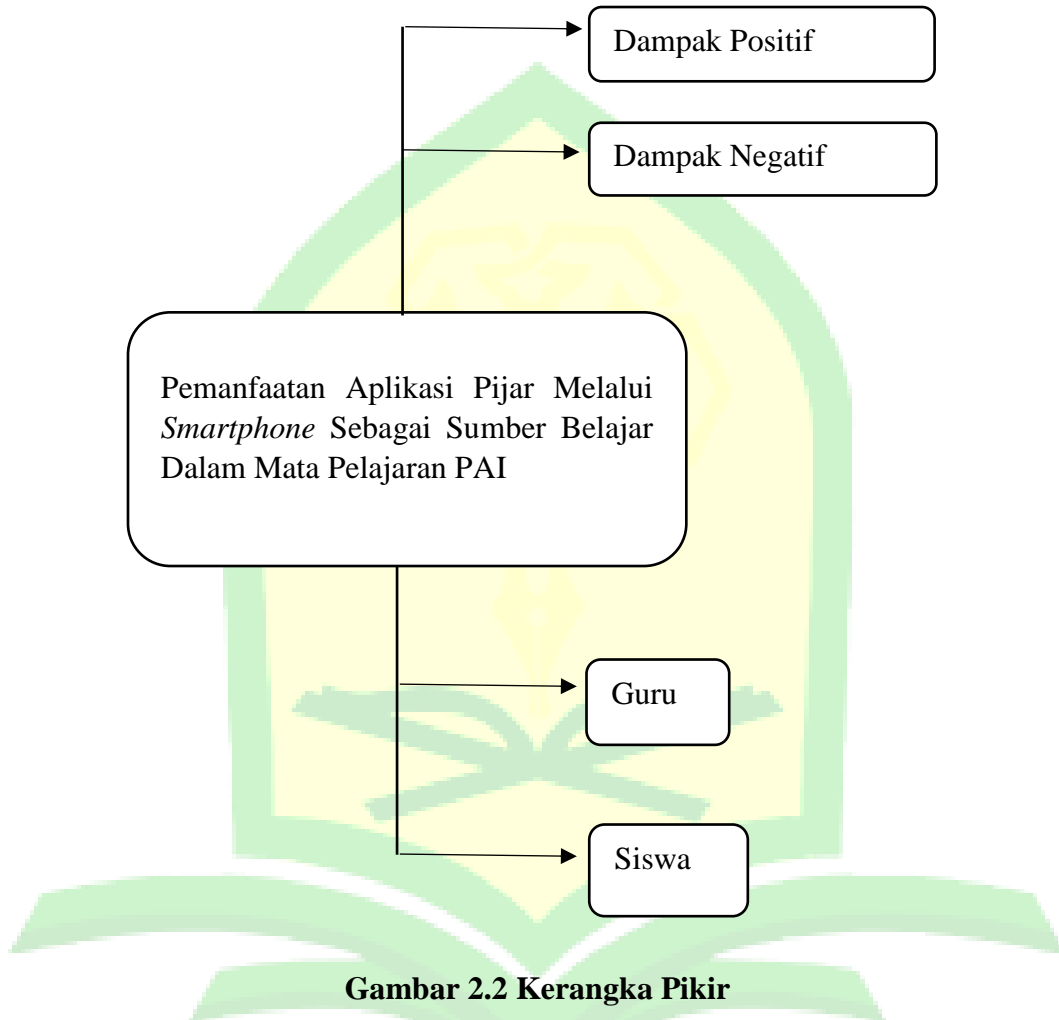 Dampak Positif
Dampak Negatif
Pemanfaatan Aplikasi Pijar Melalui
Smartphone Sebagai Sumber Belajar
Dalam Mata Pelajaran PAI
Guru
Siswa
Gambar 2.2 Kerangka Pikir